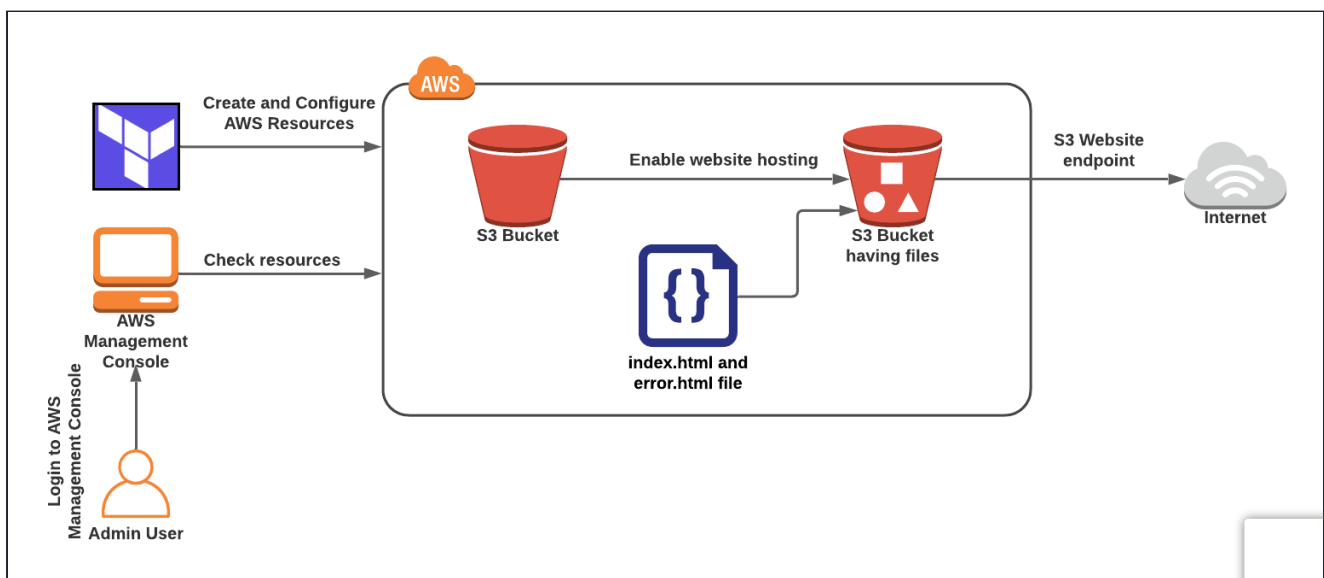 AWS
Create and Configure
AWS Resources
S3 Bucket
Enable website hosting
S3 Bucket
having files
S3 Website
endpoint
Internet
Check resources
AWS
Management
Console
index.html and
error.html file
Login to AWS
Management Console
Admin User